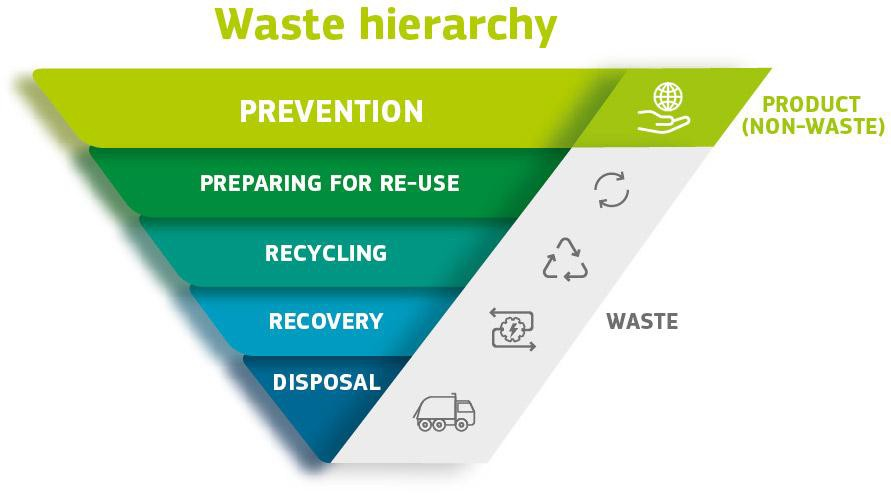 Waste hierarchy
PREVENTION
PRODUCT
(NON-WASTE)
PREPARING FOR RE-USE
RECYCLING
RECOVERY
WASTE
DISPOSAL